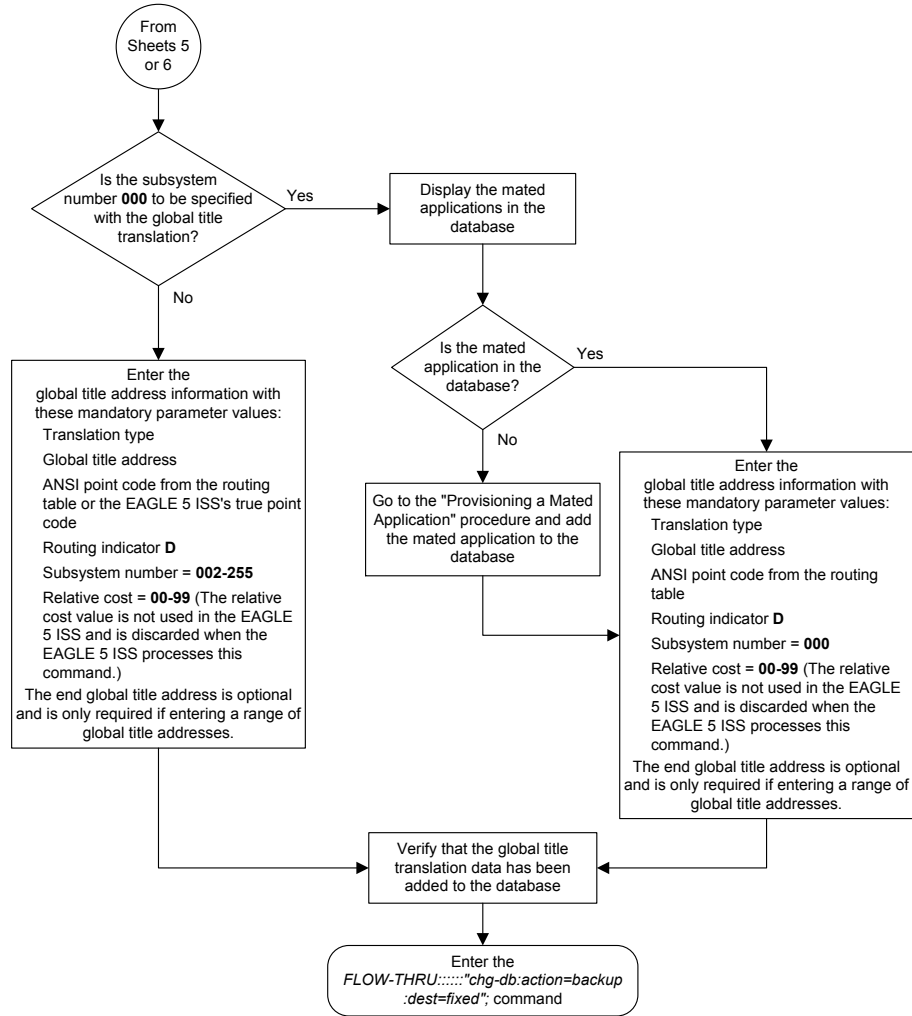 From
Sheets 5
or 6
Is the subsystem
number 000 to be specified
with the global title
translation?
Yes
Display the mated
applications in the
database
No
Is the mated
application in the
database?
Yes
No
Enter the
global title address information with
these mandatory parameter values:
Translation type
Global title address
ANSI point code from the routing
table or the EAGLE 5 ISS's true point
code
Routing indicator D
Subsystem number = 002-255
Relative cost = 00-99 (The relative
cost value is not used in the EAGLE
5 ISS and is discarded when the
EAGLE 5 ISS processes this
command.)
The end global title address is optional
and is only required if entering a range of
global title addresses.
Go to the "Provisioning a Mated
Application" procedure and add
the mated application to the
database
Enter the
global title address information with
these mandatory parameter values:
Translation type
Global title address
ANSI point code from the routing
table
Routing indicator D
Subsystem number = 000
Relative cost = 00-99 (The relative
cost value is not used in the EAGLE
5 ISS and is discarded when the
EAGLE 5 ISS processes this
command.)
The end global title address is optional
and is only required if entering a range of
global title addresses.
Verify that the global title
translation data has been
added to the database
Enter the
FLOW-THRU::::::"chg-db:action=backup
:dest=fixed"; command